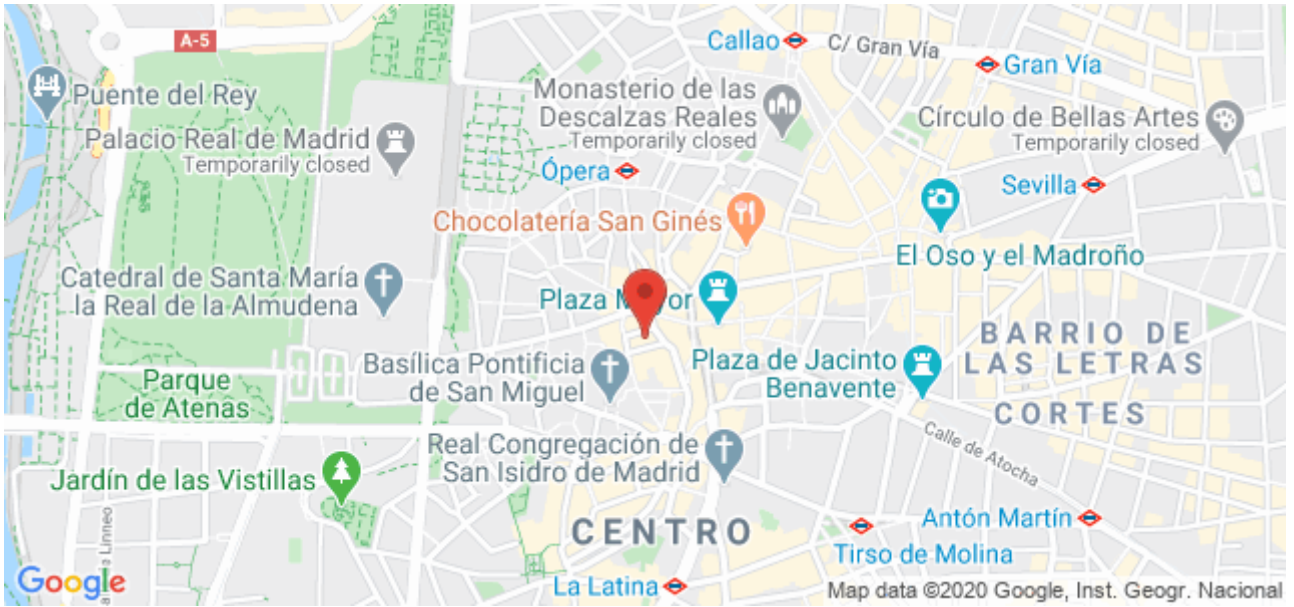 A-5
Callao
C/ Gran Vía
Gran Vía
Puente del Rey
Monasterio de las
Descalzas Reales
Temporarily closed
Círculo de Bellas Artes
Temporarily closed
Palacio Real de Madrid
Temporarily closed
Ópera
Sevilla
Chocolatería San Ginés
El Oso y el Madroño
Catedral de Santa María
la Real de la Almudena
Plaza Mayor
BARRIO DE
LAS LETRAS
Basílica Pontificia
de San Miguel
Plaza de Jacinto
Benavente
Parque
de Atenas
CORTES
Calle de Atocha
Real Congregación de
San Isidro de Madrid
Jardín de las Vistillas
CENTRO
Antón Martín
Tirso de Molina
Linneo
La Latina
Google
Map data ©2020 Google, Inst. Geogr. Nacional